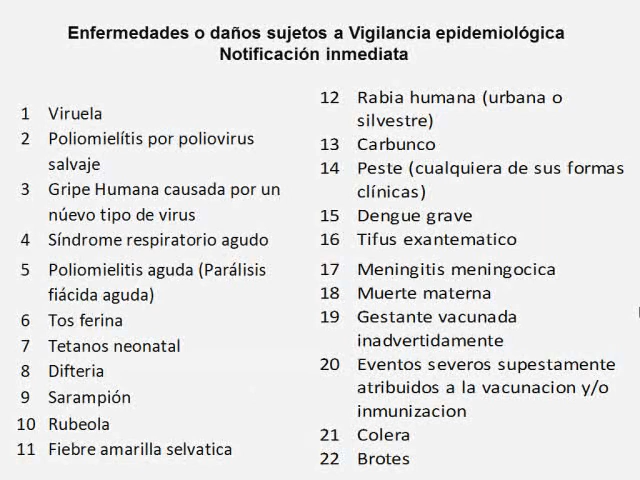 Enfermedades o daños sujetos a Vigilancia epidemiológica
Notificación inmediata
1 Viruela
2 Poliomielítis por poliovirus
salvaje
3 Gripe Humana causada por un
núevo tipo de virus
4 Síndrome respiratorio agudo
5 Poliomielitis aguda (Parálisis
fiácida aguda)
6 Tos ferina
7 Tetanos neonatal
8 Difteria
9 Sarampión
10 Rubeola
11 Fiebre amarilla selvatica
12 Rabia humana (urbana o
silvestre)
13 Carbunco
14 Peste (cualquiera de sus formas
clínicas)
15 Dengue grave
16 Tifus exantematico
17 Meningitis meningocica
18 Muerte materna
19 Gestante vacunada
inadvertidamente
20 Eventos severos supestamente
atribuidos a la vacunacion y/o
inmunizacion
21 Colera
22 Brotes